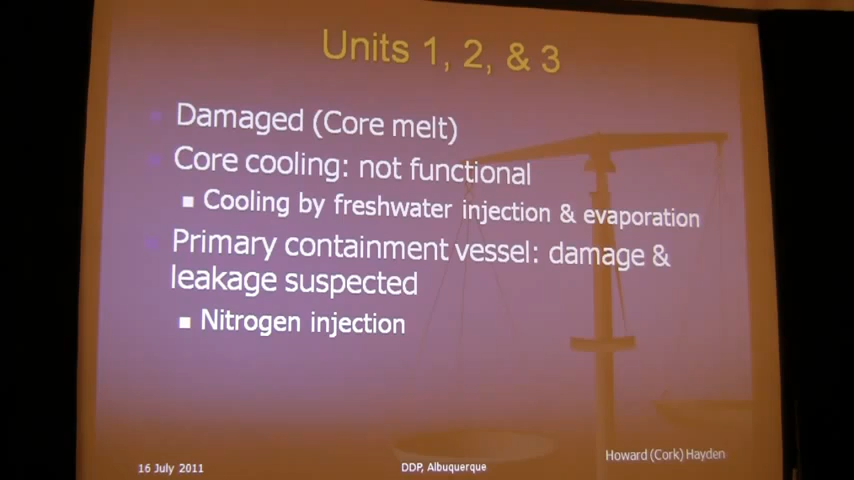 Units 1, 2, & 3
Damaged (Core melt)
Core cooling: not functional
Cooling by freshwater injection & evaporation
Primary containment vessel: damage &
leakage suspected
Nitrogen injection
16 July 2011
DDP, Albuquerque
Howard (Cork) Hayden